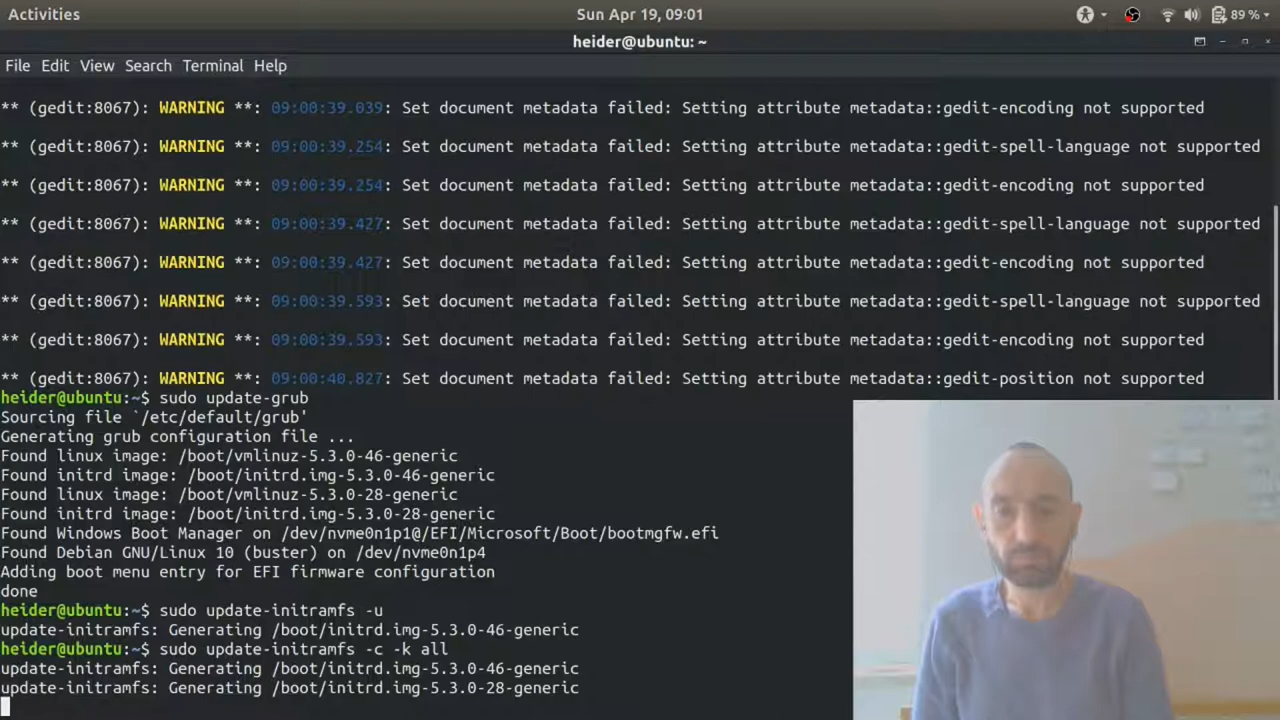 Activities
Sun Apr 19, 09:01
89 %
heider@ubuntu: ~
File Edit View Search Terminal Help
** (gedit:8067): WARNING **: 09:00:39.039: Set document metadata failed: Setting attribute metadata::gedit-encoding not supported
** (gedit:8067): WARNING **: 09:00:39.254: Set document metadata failed: Setting attribute metadata::gedit-spell-language not supported
** (gedit:8067): WARNING **: 09:00:39.254: Set document metadata failed: Setting attribute metadata::gedit-encoding not supported
** (gedit:8067): WARNING **: 09:00:39.427: Set document metadata failed: Setting attribute metadata::gedit-spell-language not supported
** (gedit:8067): WARNING **: 09:00:39.427: Set document metadata failed: Setting attribute metadata::gedit-encoding not supported
** (gedit:8067): WARNING **: 09:00:39.593: Set document metadata failed: Setting attribute metadata::gedit-spell-language not supported
** (gedit:8067): WARNING **: 09:00:39.593: Set document metadata failed: Setting attribute metadata::gedit-encoding not supported
** (gedit:8067): WARNING **: 09:00:40.827: Set document metadata failed: Setting attribute metadata::gedit-position not supported
heider@ubuntu:~$ sudo update-grub
Sourcing file `/etc/default/grub'
Generating grub configuration file ...
Found linux image: /boot/vmlinuz-5.3.0-46-generic
Found initrd image: /boot/initrd.img-5.3.0-46-generic
Found linux image: /boot/vmlinuz-5.3.0-28-generic
Found initrd image: /boot/initrd.img-5.3.0-28-generic
Found Windows Boot Manager on /dev/nvme0n1p1@/EFI/Microsoft/Boot/bootmgfw.efi
Found Debian GNU/Linux 10 (buster) on /dev/nvme0n1p4
Adding boot menu entry for EFI firmware configuration
done
heider@ubuntu:~$ sudo update-initramfs -u
update-initramfs: Generating /boot/initrd.img-5.3.0-46-generic
heider@ubuntu:~$ sudo update-initramfs -c -k all
update-initramfs: Generating /boot/initrd.img-5.3.0-46-generic
update-initramfs: Generating /boot/initrd.img-5.3.0-28-generic